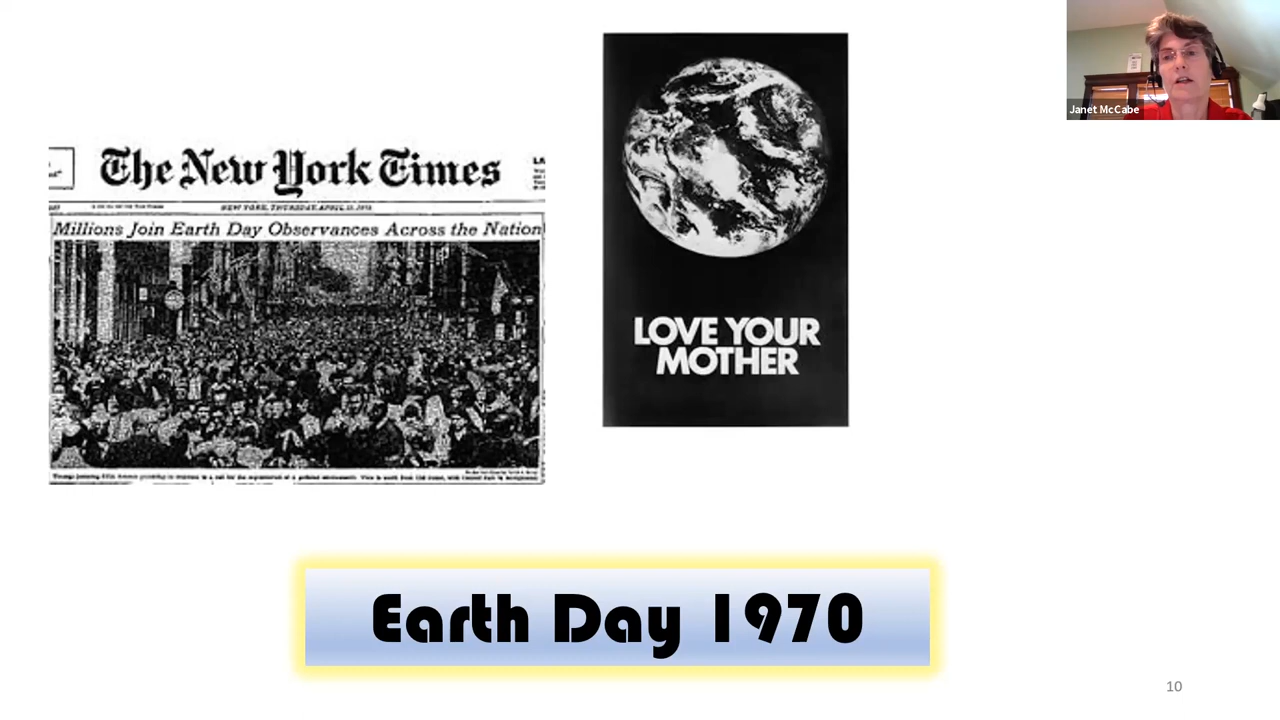 The New York Times
NEW YORK, THURSDAY, APRIL 23, 1970
Millions Join Earth Day Observances Across the Nation
LOVE YOUR
MOTHER
Janet McCabe
Earth Day 1970
10